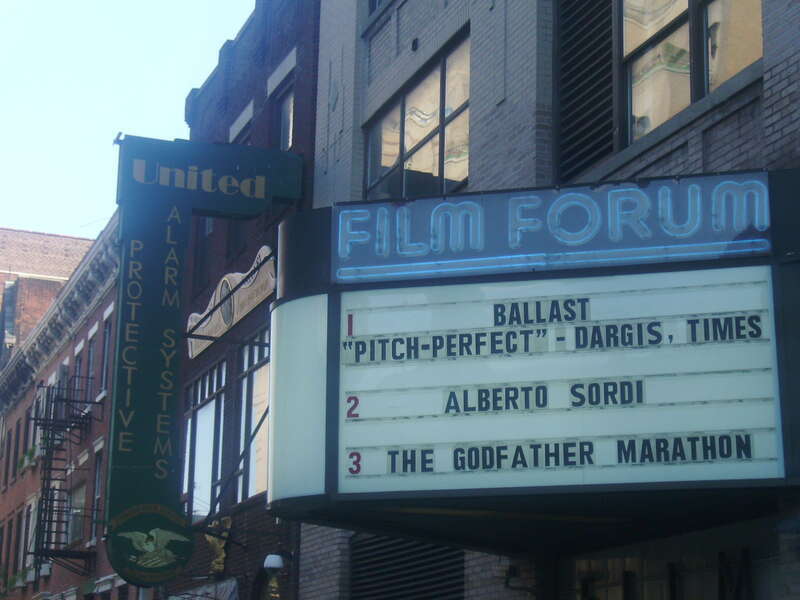 United
PROTECTIVE
ALARM SYSTEMS
FILM FORUM
1 BALLAST
"PITCH-PERFECT" - DARGIS, TIMES
2 ALBERTO SORDI
3 THE GODFATHER MARATHON
FILM